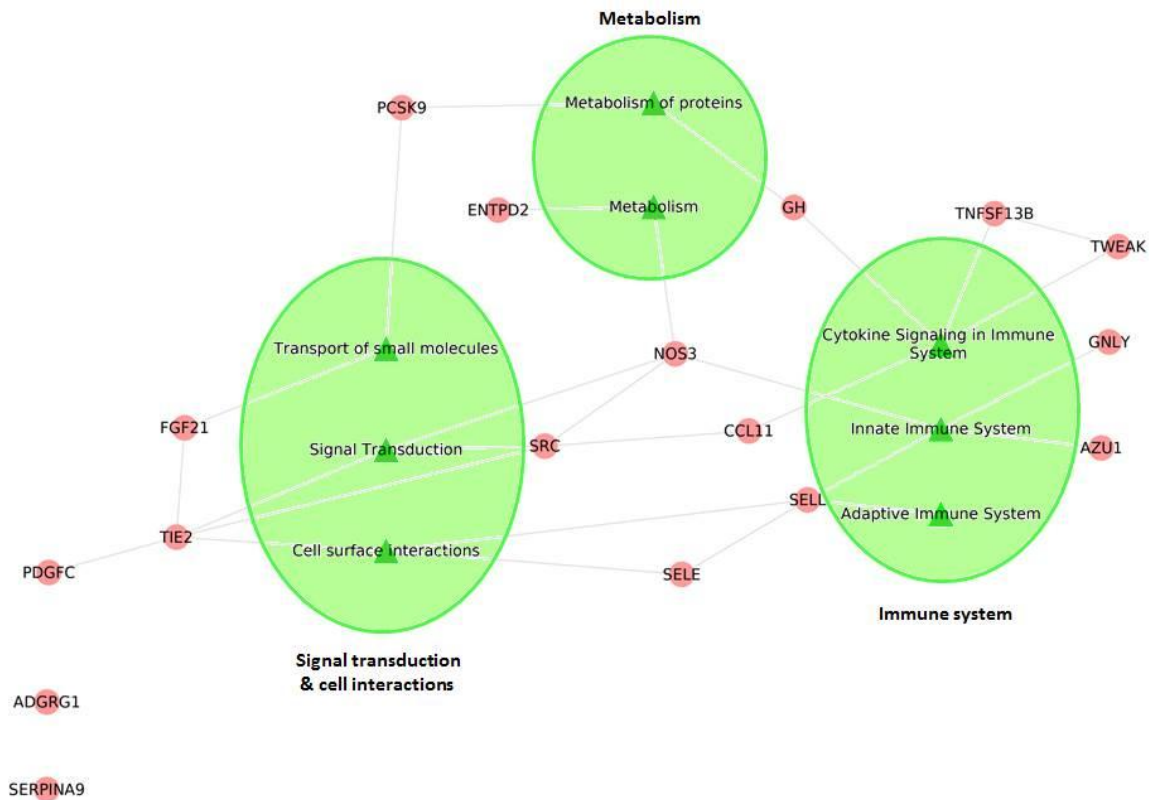 Metabolism
PCSK9
Metabolism of proteins
ENTPD2
Metabolism
GH
TNFSF13B
TWEAK
Transport of small molecules
NOS3
Cytokine Signaling in Immune
System
GNLY
FGF21
Signal Transduction
SRC
CCL11
Innate Immune System
AZU1
SELL
Adaptive Immune System
TIE2
Cell surface interactions
PDGFC
SELE
Immune system
Signal transduction
& cell interactions
ADGRG1
SERPINA9